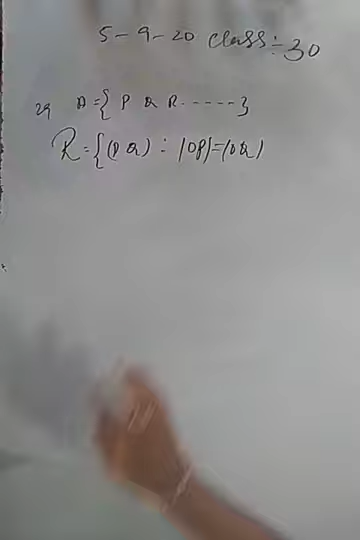 5-9-20 class:-30
29 A={ P Q R -----}
R={(P Q) : |OP|=|OQ|